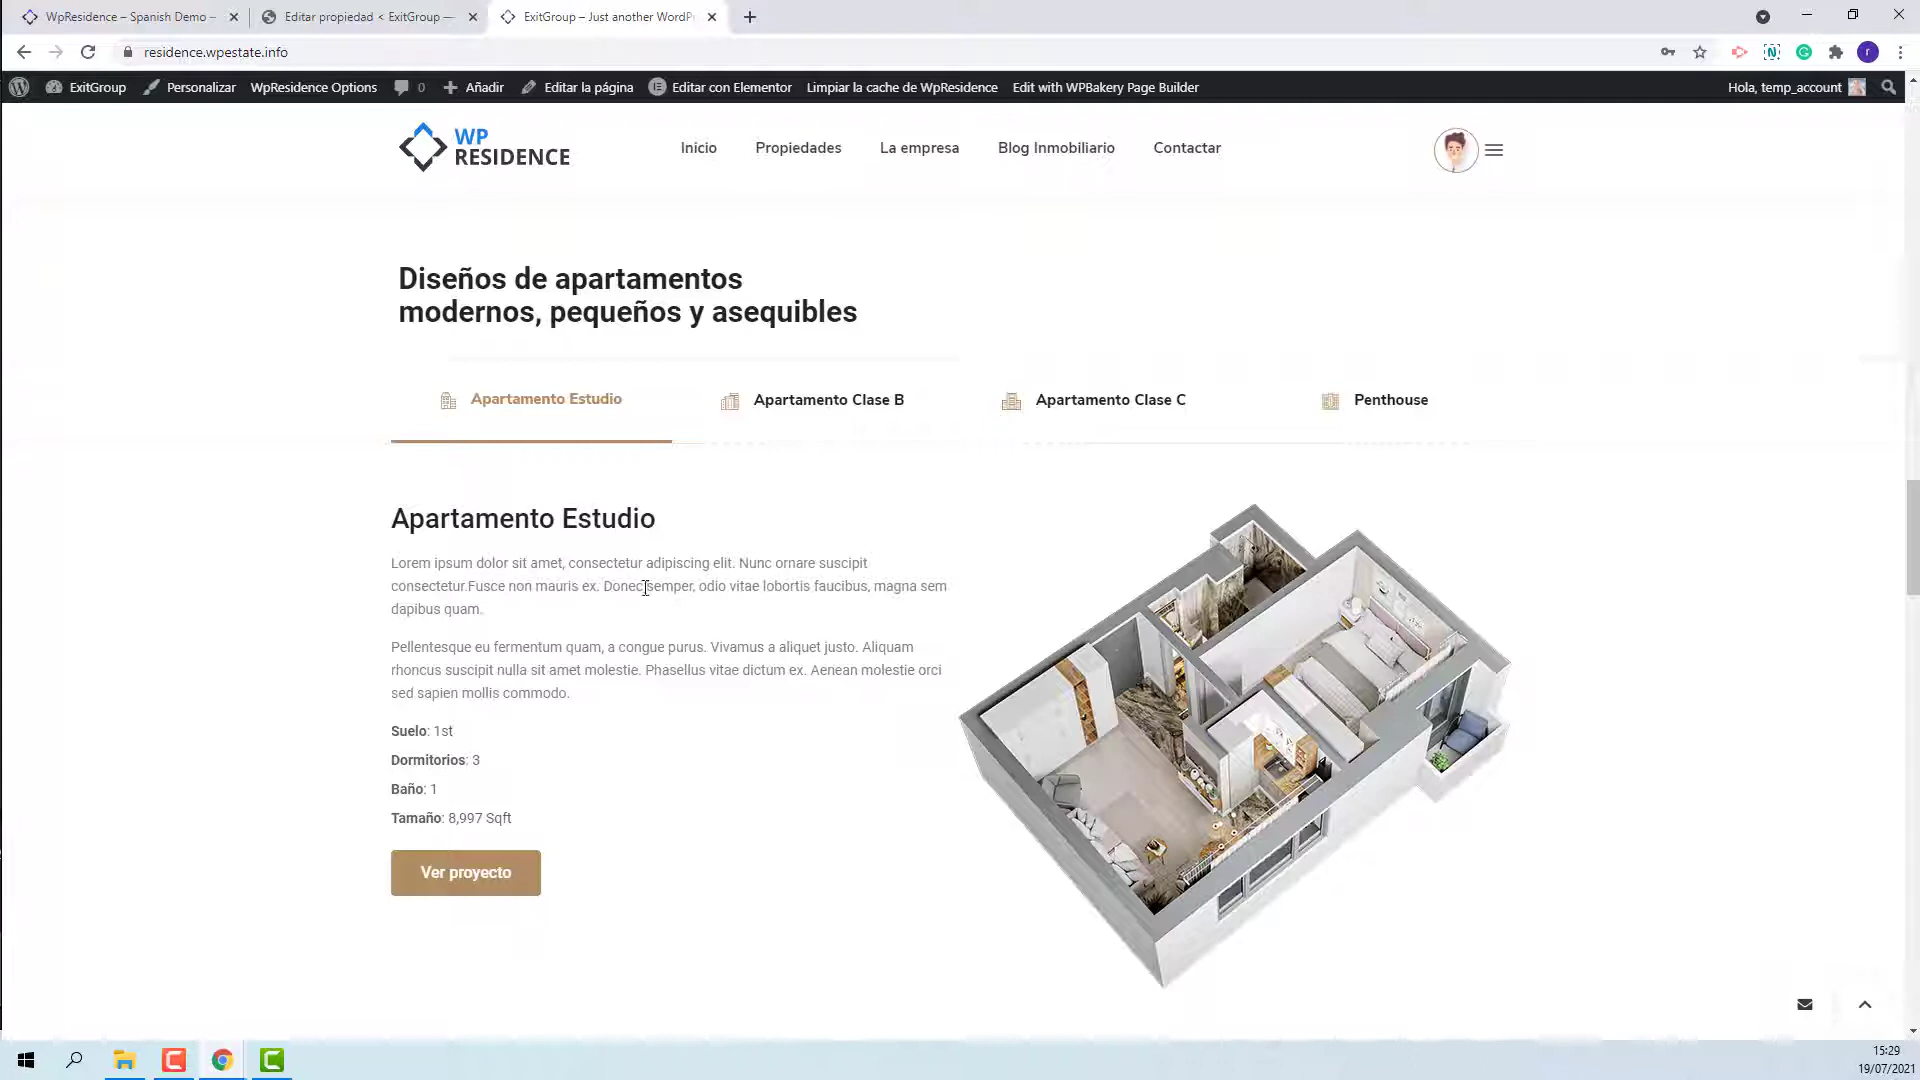 WpResidence – Spanish Demo –
Editar propiedad < ExitGroup —
ExitGroup – Just another WordPr
residence.wpestate.info
ExitGroup
Personalizar
WpResidence Options
0
Añadir
Editar la página
Editar con Elementor
Limpiar la cache de WpResidence
Edit with WPBakery Page Builder
Hola, temp_account
WP
RESIDENCE
Inicio
Propiedades
La empresa
Blog Inmobiliario
Contactar
Diseños de apartamentos
modernos, pequeños y asequibles
Apartamento Estudio
Apartamento Clase B
Apartamento Clase C
Penthouse
Apartamento Estudio
Lorem ipsum dolor sit amet, consectetur adipiscing elit. Nunc ornare suscipit
consectetur.Fusce non mauris ex. Donec semper, odio vitae lobortis faucibus, magna sem
dapibus quam.
Pellentesque eu fermentum quam, a congue purus. Vivamus a aliquet justo. Aliquam
rhoncus suscipit nulla sit amet molestie. Phasellus vitae dictum ex. Aenean molestie orci
sed sapien mollis commodo.
Suelo: 1st
Dormitorios: 3
Baño: 1
Tamaño: 8,997 Sqft
Ver proyecto
15:29
19/07/2021